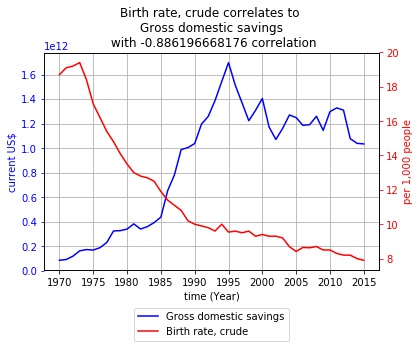 Birth rate, crude correlates to
Gross domestic savings
with -0.886196668176 correlation
1e12
1.6
1.4
1.2
1.0
0.8
0.6
0.4
0.2
0.0
current US$
20
18
16
14
12
10
8
per 1,000 people
1970 1975 1980 1985 1990 1995 2000 2005 2010 2015
time (Year)
Gross domestic savings
Birth rate, crude